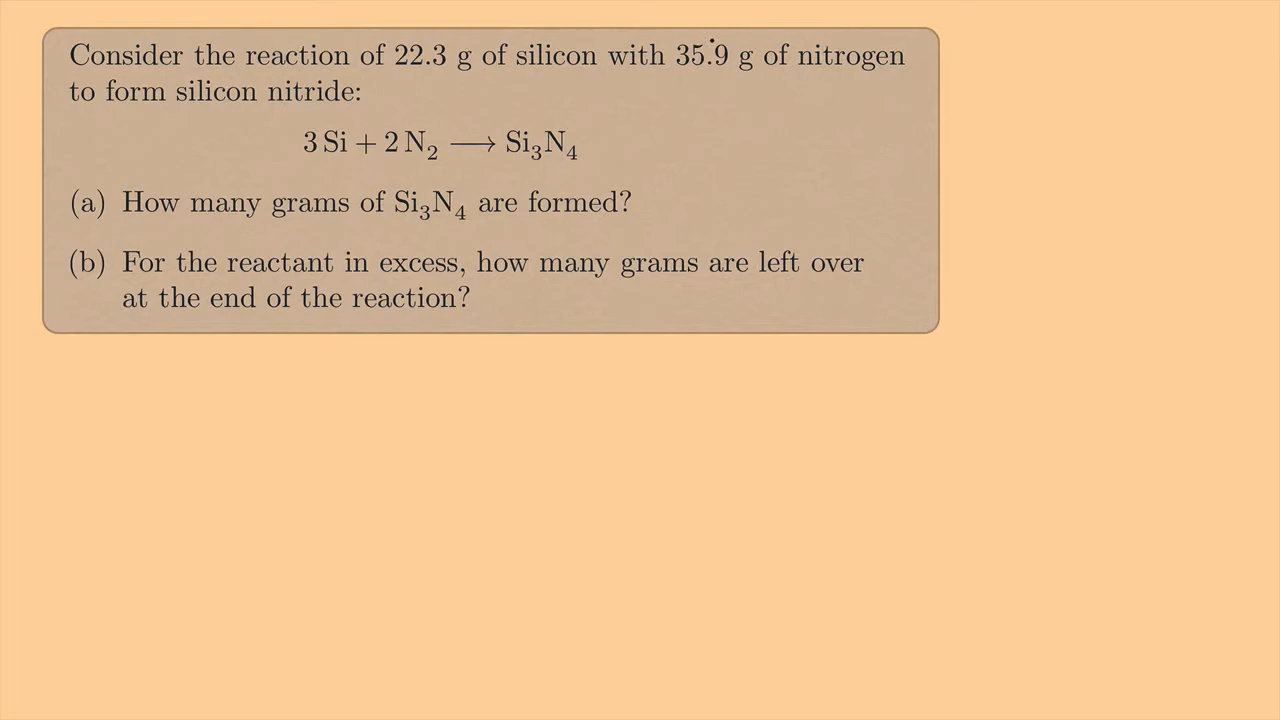 Consider the reaction of 22.3 g of silicon with 35.9 g of nitrogen
to form silicon nitride:
3 Si + 2 N₂ ⟶ Si₃N₄
(a) How many grams of Si₃N₄ are formed?
(b) For the reactant in excess, how many grams are left over
at the end of the reaction?